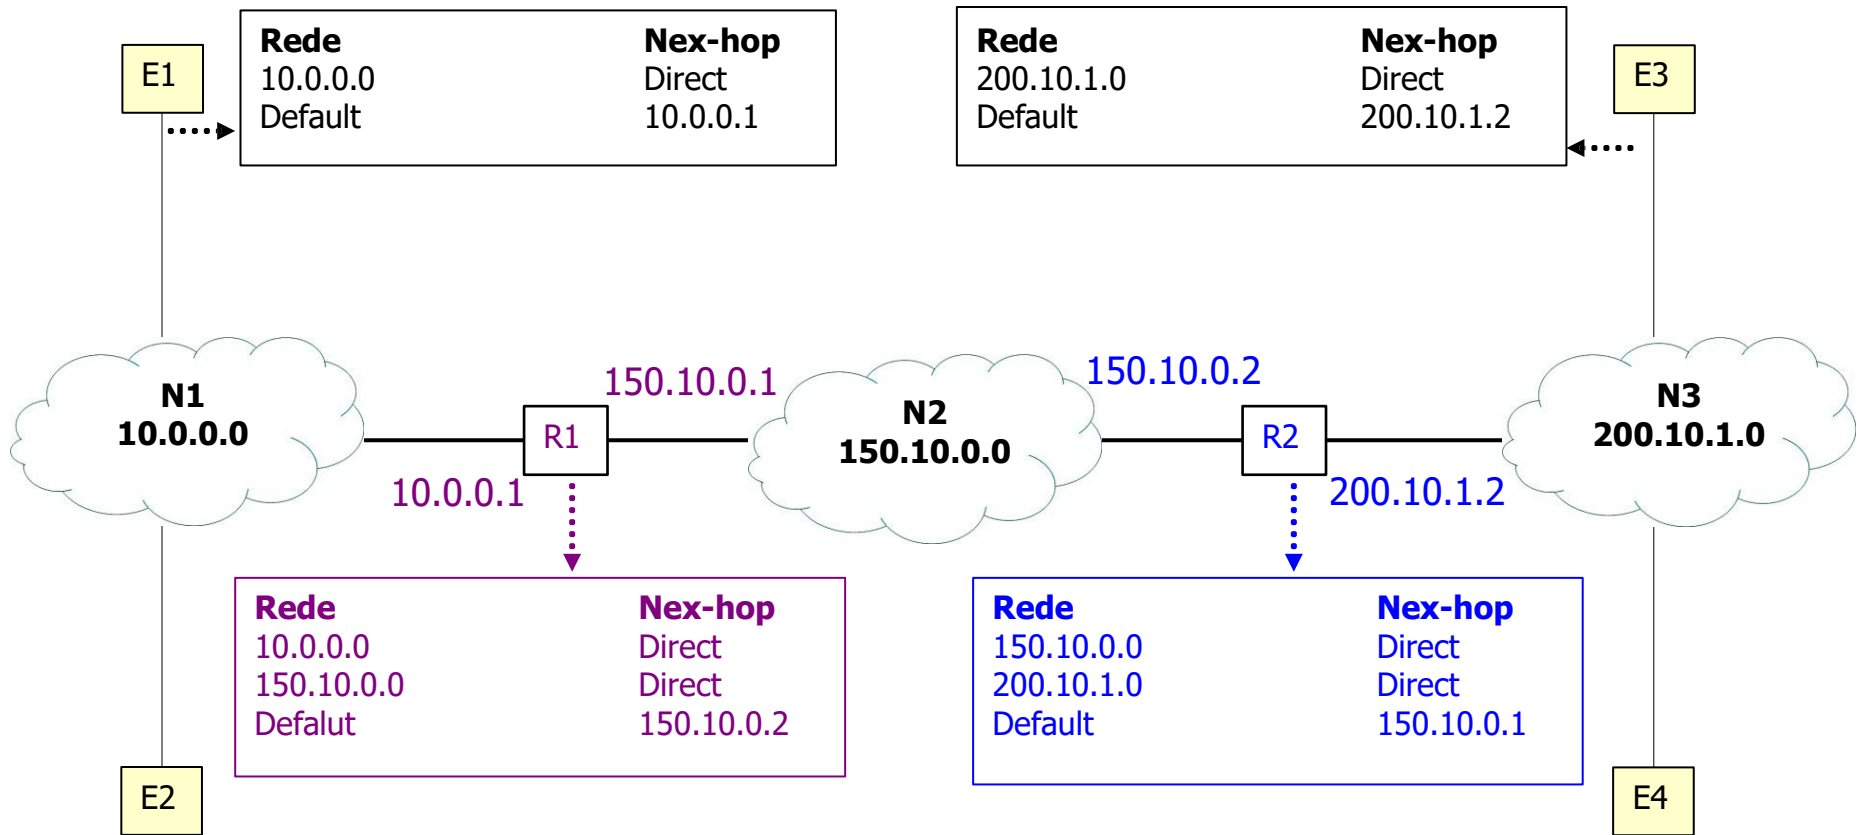 E1
Rede Nex-hop
10.0.0.0 Direct
Default 10.0.0.1
Rede Nex-hop
200.10.1.0 Direct
Default 200.10.1.2
E3
N1
10.0.0.0
10.0.0.1
R1
150.10.0.1
N2
150.10.0.0
150.10.0.2
R2
200.10.1.2
N3
200.10.1.0
Rede Nex-hop
10.0.0.0 Direct
150.10.0.0 Direct
Defalut 150.10.0.2
Rede Nex-hop
150.10.0.0 Direct
200.10.1.0 Direct
Default 150.10.0.1
E2
E4